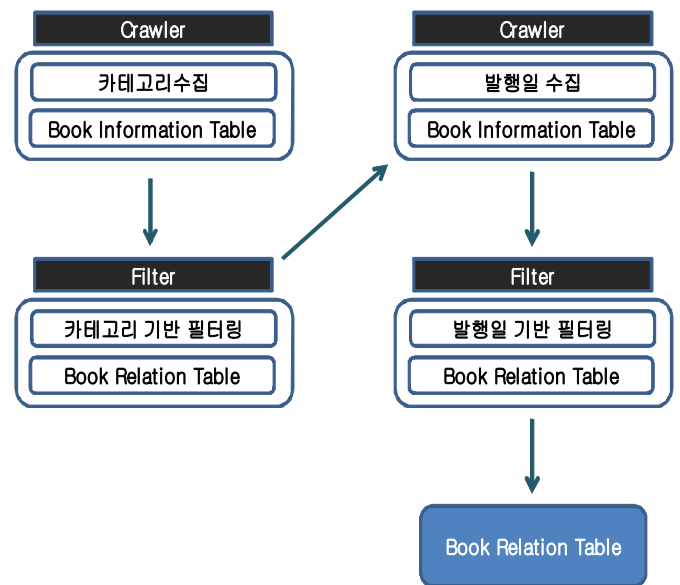 Crawler
카테고리수집
Book Information Table
Filter
카테고리 기반 필터링
Book Relation Table
Crawler
발행일 수집
Book Information Table
Filter
발행일 기반 필터링
Book Relation Table
Book Relation Table